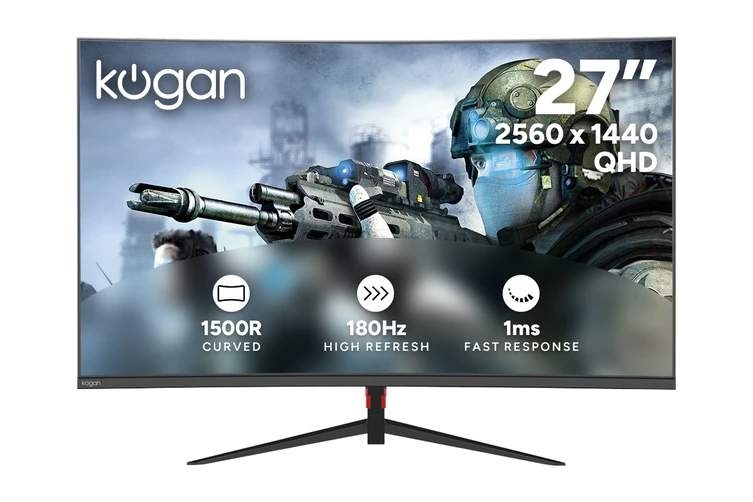 kogan
27"
2560 x 1440
QHD
1500R
CURVED
180Hz
HIGH REFRESH
1ms
FAST RESPONSE
kogan